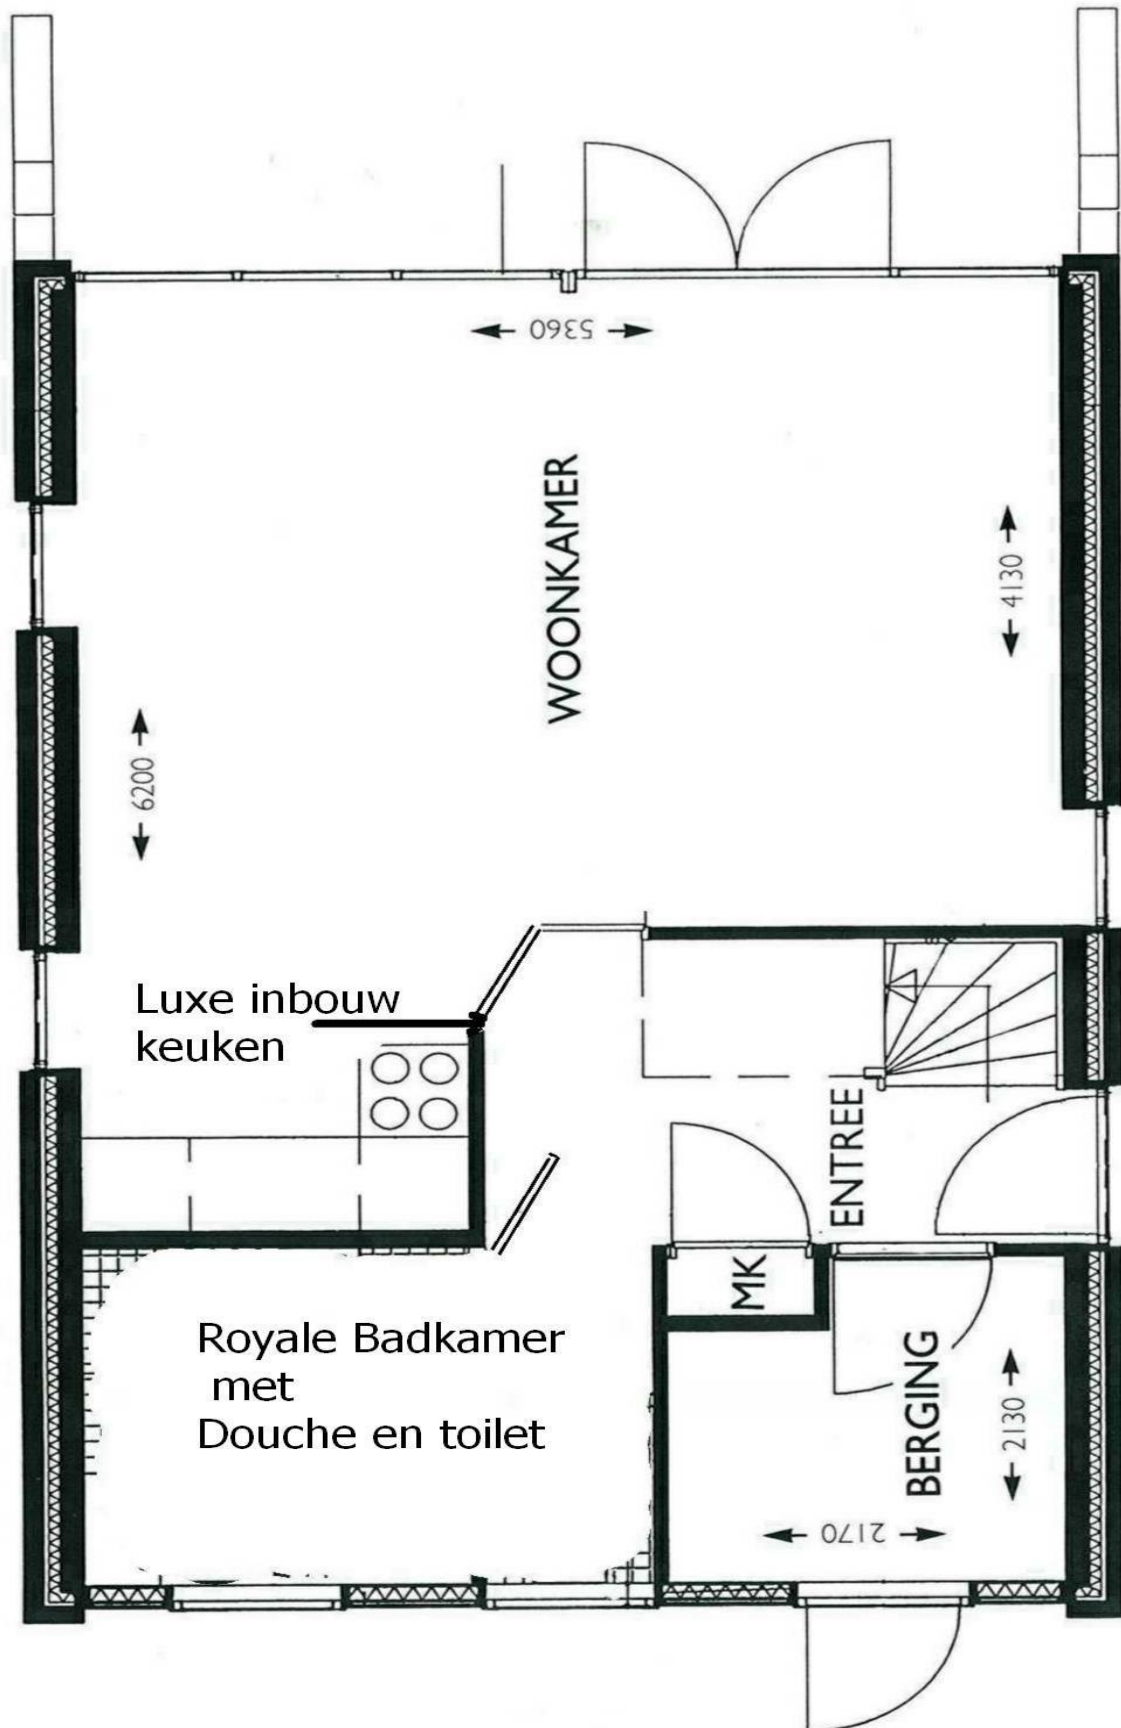 5360
WOONKAMER
4130
6200
Luxe inbouw
keuken
ENTREE
MK
Royale Badkamer
met
Douche en toilet
BERGING
2130
2170